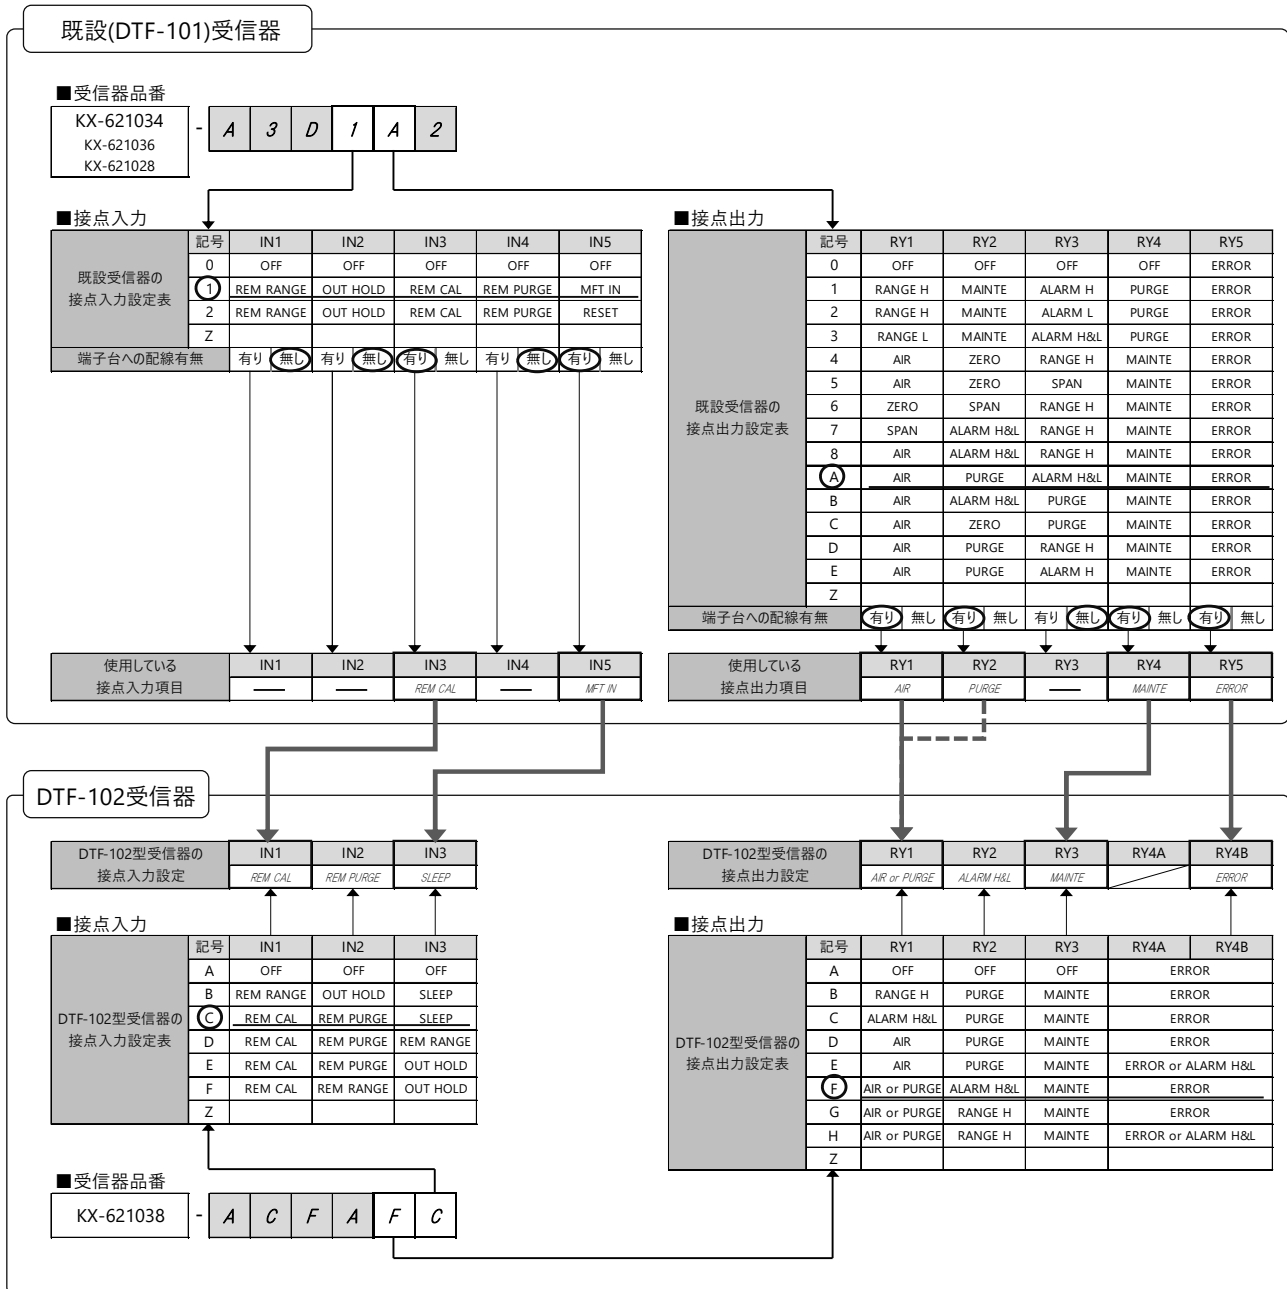 既設(DTF-101)受信器
■受信器品番
KX-621034
KX-621036
KX-621028
- A 3 D 1 A 2
■接点入力
既設受信器の
接点入力設定表
記号 IN1 IN2 IN3 IN4 IN5
0 OFF OFF OFF OFF OFF
1 REM RANGE OUT HOLD REM CAL REM PURGE MFT IN
2 REM RANGE OUT HOLD REM CAL REM PURGE RESET
Z
端子台への配線有無 有り 無し 有り 無し 有り 無し 有り 無し 有り 無し
使用している
接点入力項目
IN1 IN2 IN3 IN4 IN5
― ― REM CAL ― MFT IN
■接点出力
既設受信器の
接点出力設定表
記号 RY1 RY2 RY3 RY4 RY5
0 OFF OFF OFF OFF ERROR
1 RANGE H MAINTE ALARM H PURGE ERROR
2 RANGE H MAINTE ALARM L PURGE ERROR
3 RANGE L MAINTE ALARM H&L PURGE ERROR
4 AIR ZERO RANGE H MAINTE ERROR
5 AIR ZERO SPAN MAINTE ERROR
6 ZERO SPAN RANGE H MAINTE ERROR
7 SPAN ALARM H&L RANGE H MAINTE ERROR
8 AIR ALARM H&L RANGE H MAINTE ERROR
A AIR PURGE ALARM H&L MAINTE ERROR
B AIR ALARM H&L PURGE MAINTE ERROR
C AIR ZERO PURGE MAINTE ERROR
D AIR PURGE RANGE H MAINTE ERROR
E AIR PURGE ALARM H MAINTE ERROR
Z
端子台への配線有無 有り 無し 有り 無し 有り 無し 有り 無し 有り 無し
使用している
接点出力項目
RY1 RY2 RY3 RY4 RY5
AIR PURGE ― MAINTE ERROR
DTF-102受信器
DTF-102型受信器の
接点入力設定
IN1 IN2 IN3
REM CAL REM PURGE SLEEP
■接点入力
DTF-102型受信器の
接点入力設定表
記号 IN1 IN2 IN3
A OFF OFF OFF
B REM RANGE OUT HOLD SLEEP
C REM CAL REM PURGE SLEEP
D REM CAL REM PURGE REM RANGE
E REM CAL REM PURGE OUT HOLD
F REM CAL REM RANGE OUT HOLD
Z
■受信器品番
KX-621038 - A C F A F C
DTF-102型受信器の
接点出力設定
RY1 RY2 RY3 RY4A RY4B
AIR or PURGE ALARM H&L MAINTE ERROR
■接点出力
DTF-102型受信器の
接点出力設定表
記号 RY1 RY2 RY3 RY4A RY4B
A OFF OFF OFF ERROR
B RANGE H PURGE MAINTE ERROR
C ALARM H&L PURGE MAINTE ERROR
D AIR PURGE MAINTE ERROR
E AIR PURGE MAINTE ERROR or ALARM H&L
F AIR or PURGE ALARM H&L MAINTE ERROR
G AIR or PURGE RANGE H MAINTE ERROR
H AIR or PURGE RANGE H MAINTE ERROR or ALARM H&L
Z